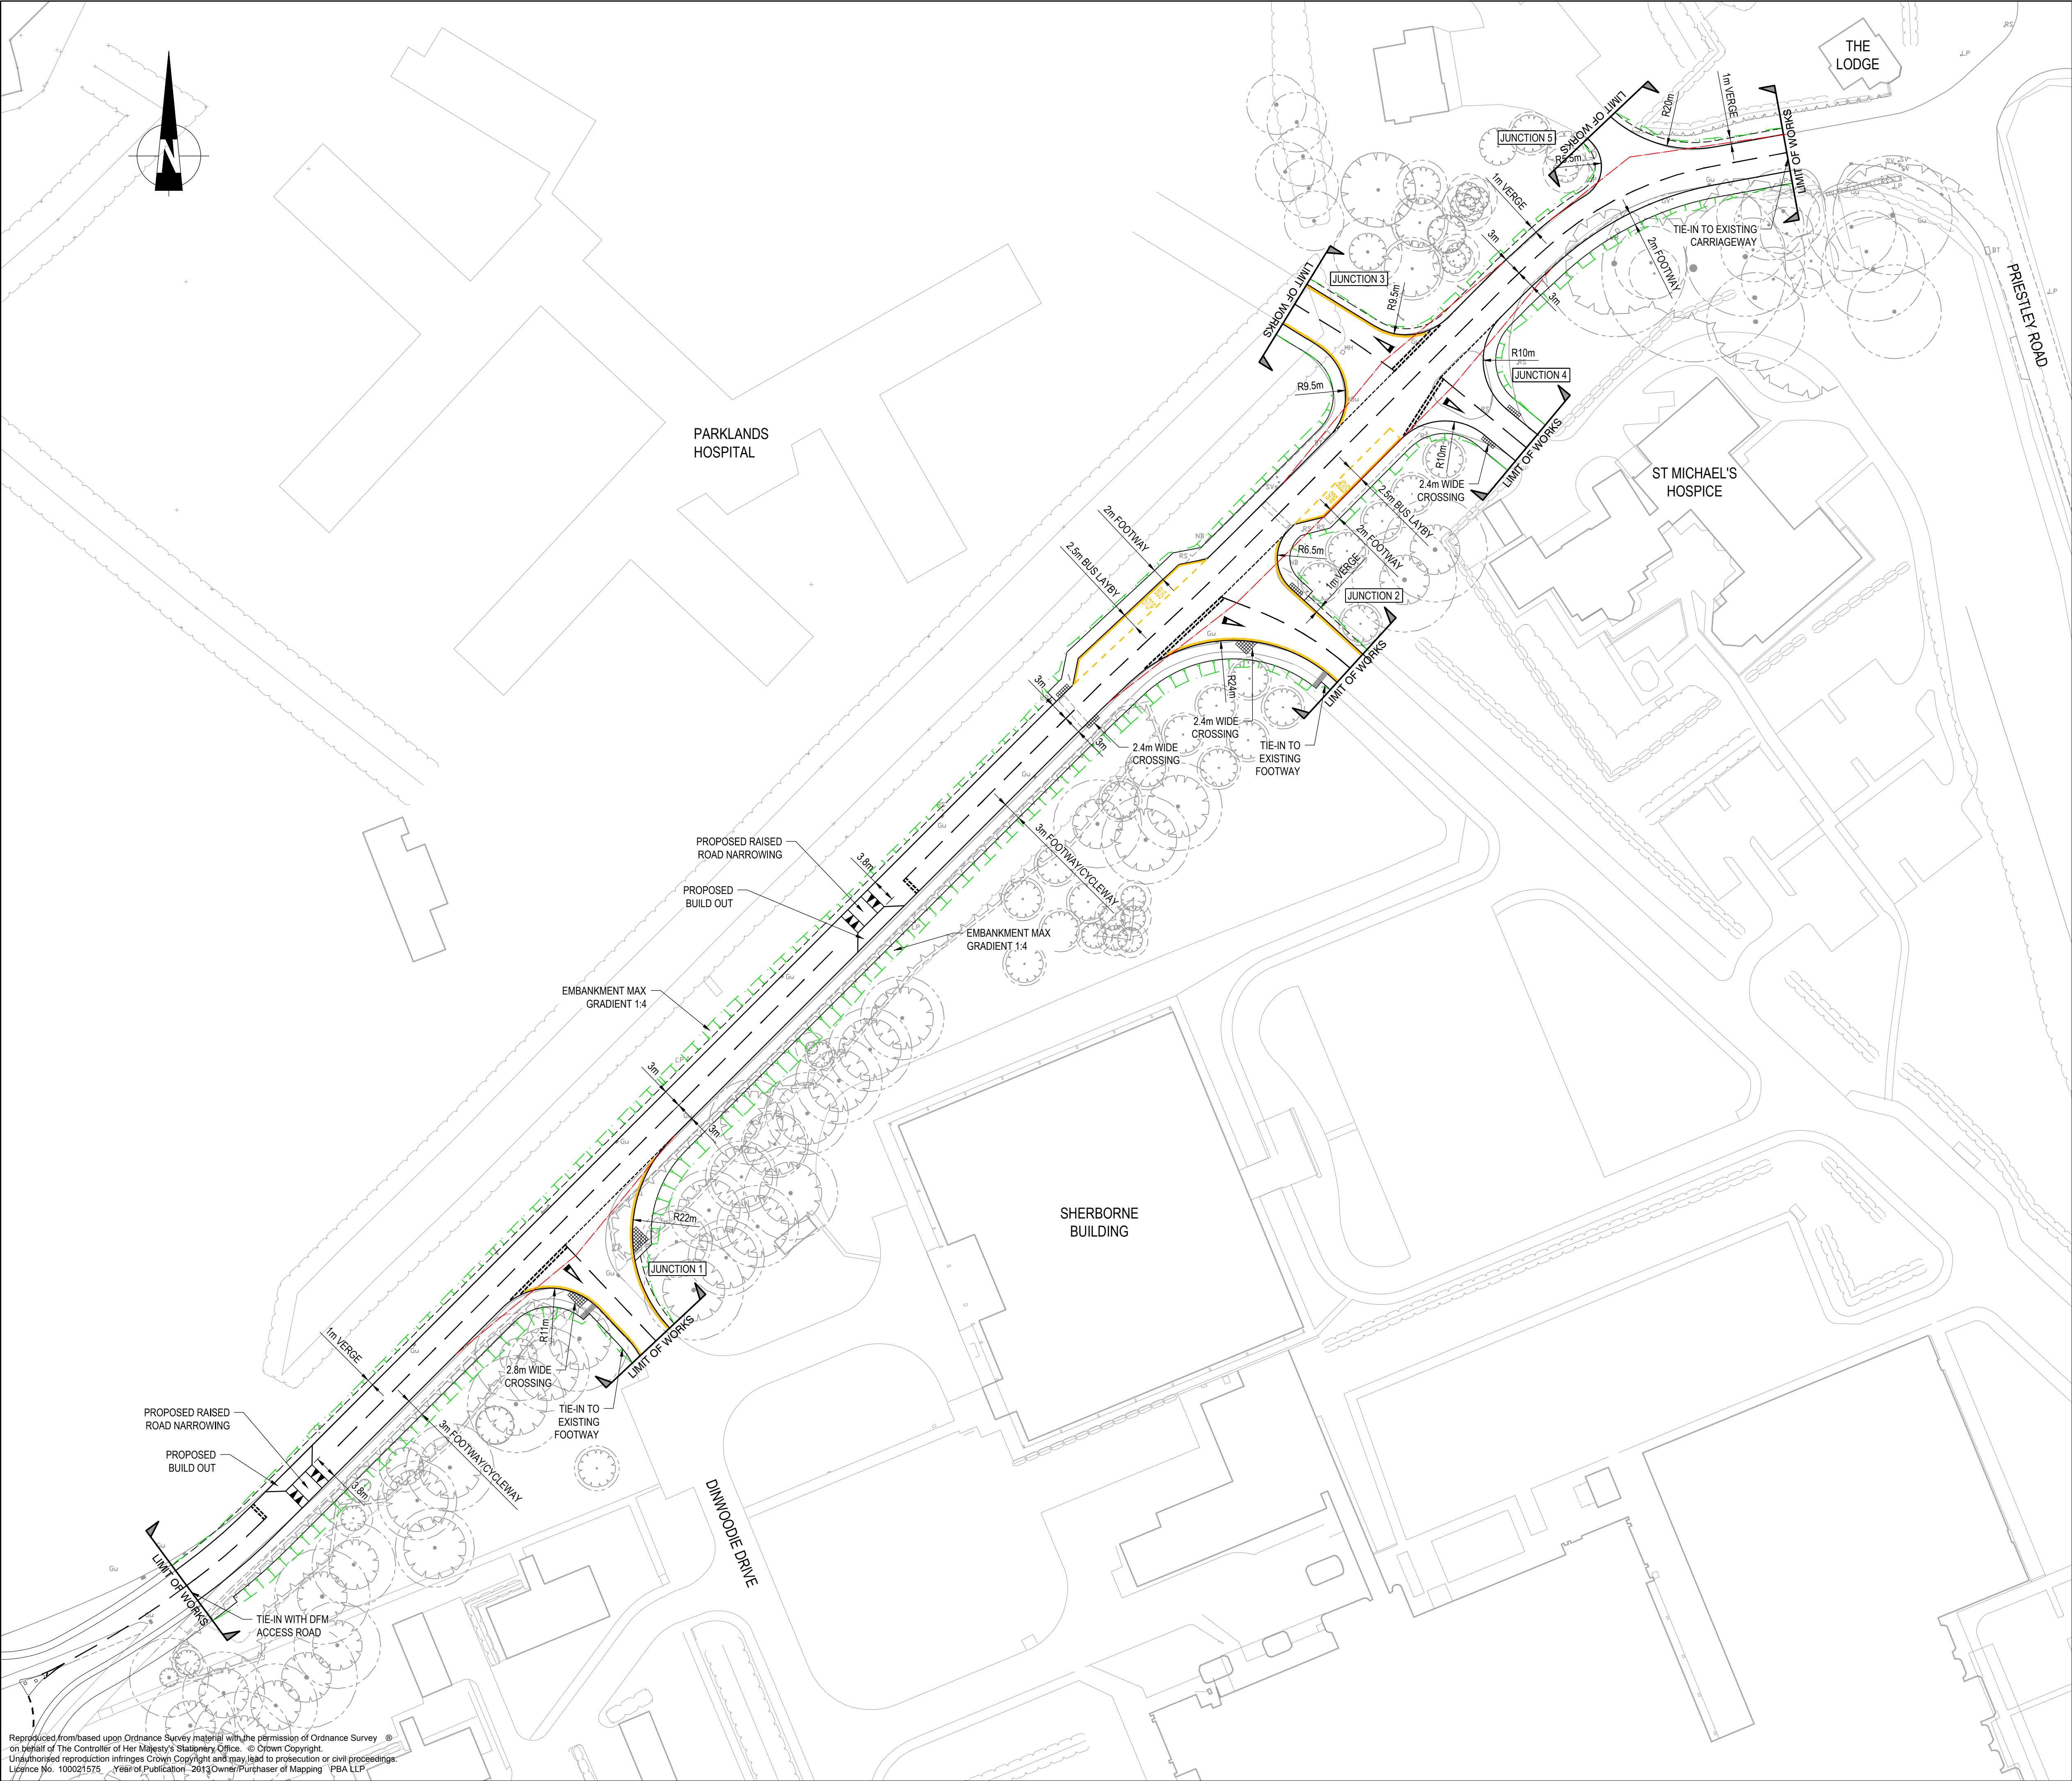 THE
LODGE
N
JUNCTION 5
LIMIT OF WORKS
R5.5m
R20m
1m VERGE
LIMIT OF WORKS
1m VERGE
3m
3m
2m FOOTWAY
TIE-IN TO EXISTING
CARRIAGEWAY
PRIESTLEY ROAD
JUNCTION 3
LIMIT OF WORKS
R9.5m
R9.5m
R10m
JUNCTION 4
R10m
2.4m WIDE
CROSSING
LIMIT OF WORKS
PARKLANDS
HOSPITAL
ST MICHAEL'S
HOSPICE
2.5m BUS LAYBY
2m FOOTWAY
2m FOOTWAY
2.5m BUS LAYBY
R6.5m
1m VERGE
JUNCTION 2
LIMIT OF WORKS
R24m
2.4m WIDE
CROSSING
TIE-IN TO
EXISTING
FOOTWAY
3m
3m
2.4m WIDE
CROSSING
PROPOSED RAISED
ROAD NARROWING
3.8m
PROPOSED
BUILD OUT
3m FOOTWAY/CYCLEWAY
EMBANKMENT MAX
GRADIENT 1:4
EMBANKMENT MAX
GRADIENT 1:4
3m
3m
SHERBORNE
BUILDING
R22m
JUNCTION 1
R11m
LIMIT OF WORKS
2.8m WIDE
CROSSING
TIE-IN TO
EXISTING
FOOTWAY
1m VERGE
3m FOOTWAY/CYCLEWAY
PROPOSED RAISED
ROAD NARROWING
PROPOSED
BUILD OUT
3.8m
DINWOODIE DRIVE
LIMIT OF WORKS
TIE-IN WITH DFM
ACCESS ROAD
Reproduced from/based upon Ordnance Survey material with the permission of Ordnance Survey ®
on behalf of The Controller of Her Majesty's Stationery Office. © Crown Copyright.
Unauthorised reproduction infringes Crown Copyright and may lead to prosecution or civil proceedings.
Licence No. 100021575 Year of Publication 2013 Owner/Purchaser of Mapping PBA LLP